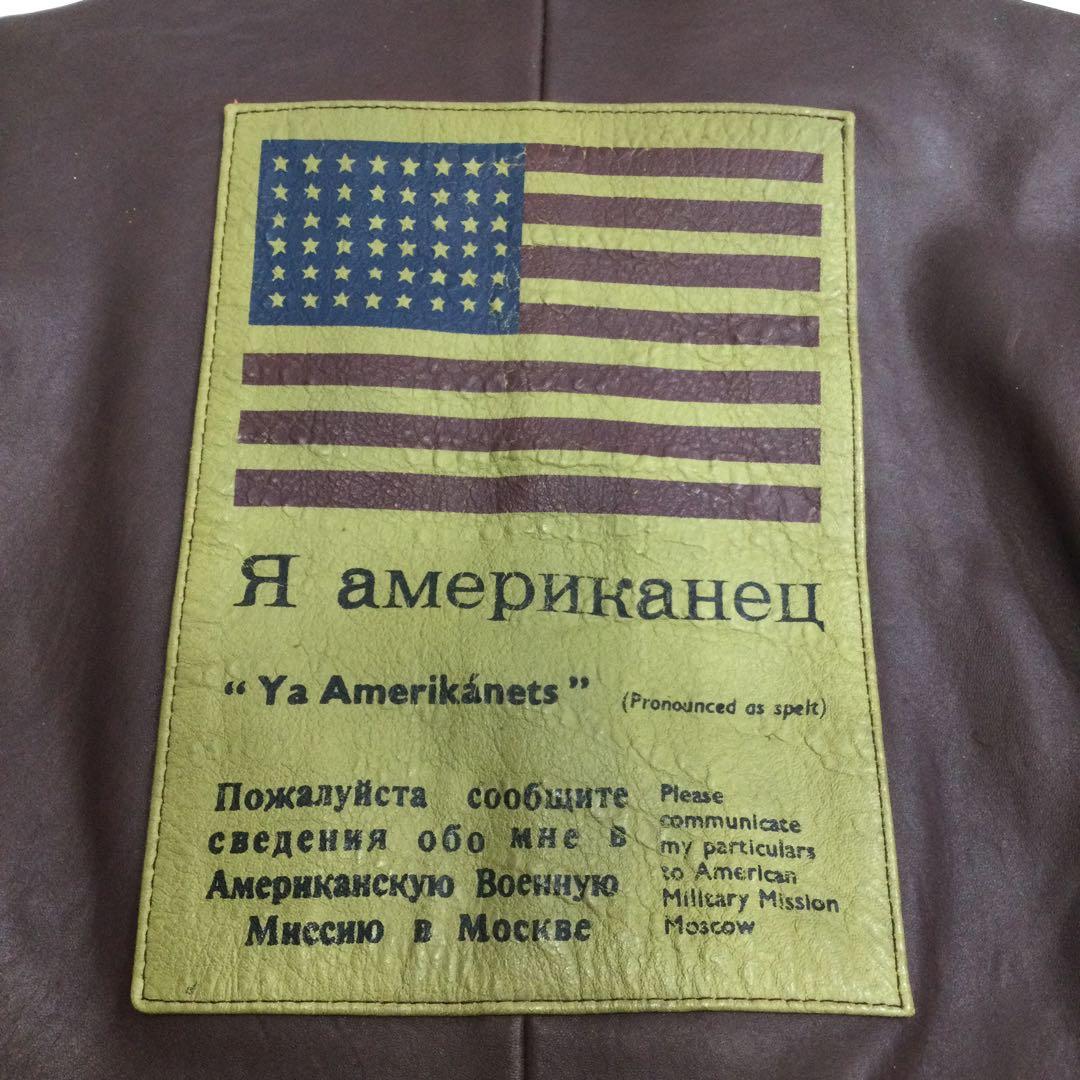 Я американец
“ Ya Amerikánets ” (Pronounced as spelt)
Пожалуйста сообщите
сведения обо мне в
Американскую Военную
Миссию в Москве
Please
communicate
my particulars
to American
Military Mission
Moscow